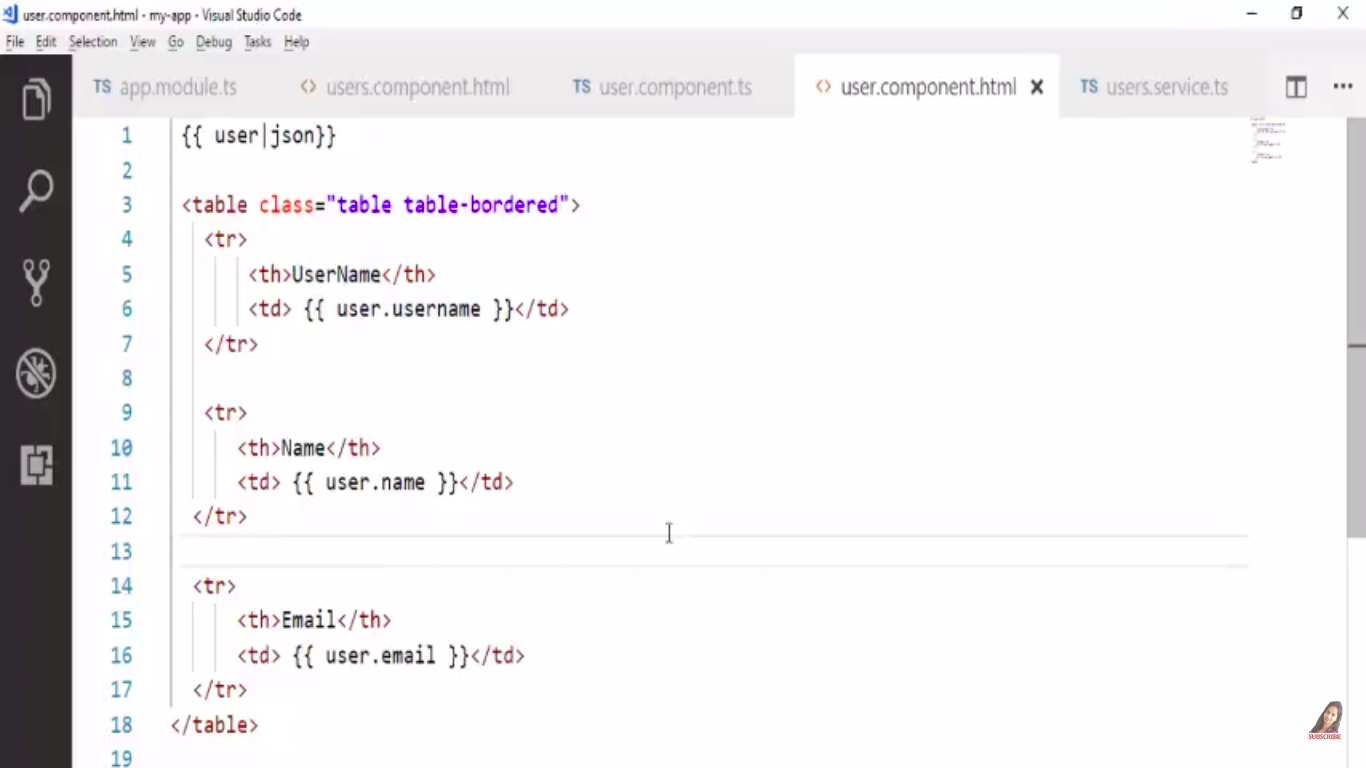 user.component.html - my-app - Visual Studio Code
File Edit Selection View Go Debug Tasks Help
TS app.module.ts <> users.component.html TS user.component.ts <> user.component.html TS users.service.ts
1 {{ user|json}}
2
3 <table class="table table-bordered">
4 <tr>
5 <th>UserName</th>
6 <td> {{ user.username }}</td>
7 </tr>
8
9 <tr>
10 <th>Name</th>
11 <td> {{ user.name }}</td>
12 </tr>
13
14 <tr>
15 <th>Email</th>
16 <td> {{ user.email }}</td>
17 </tr>
18 </table>
19
SUBSCRIBE